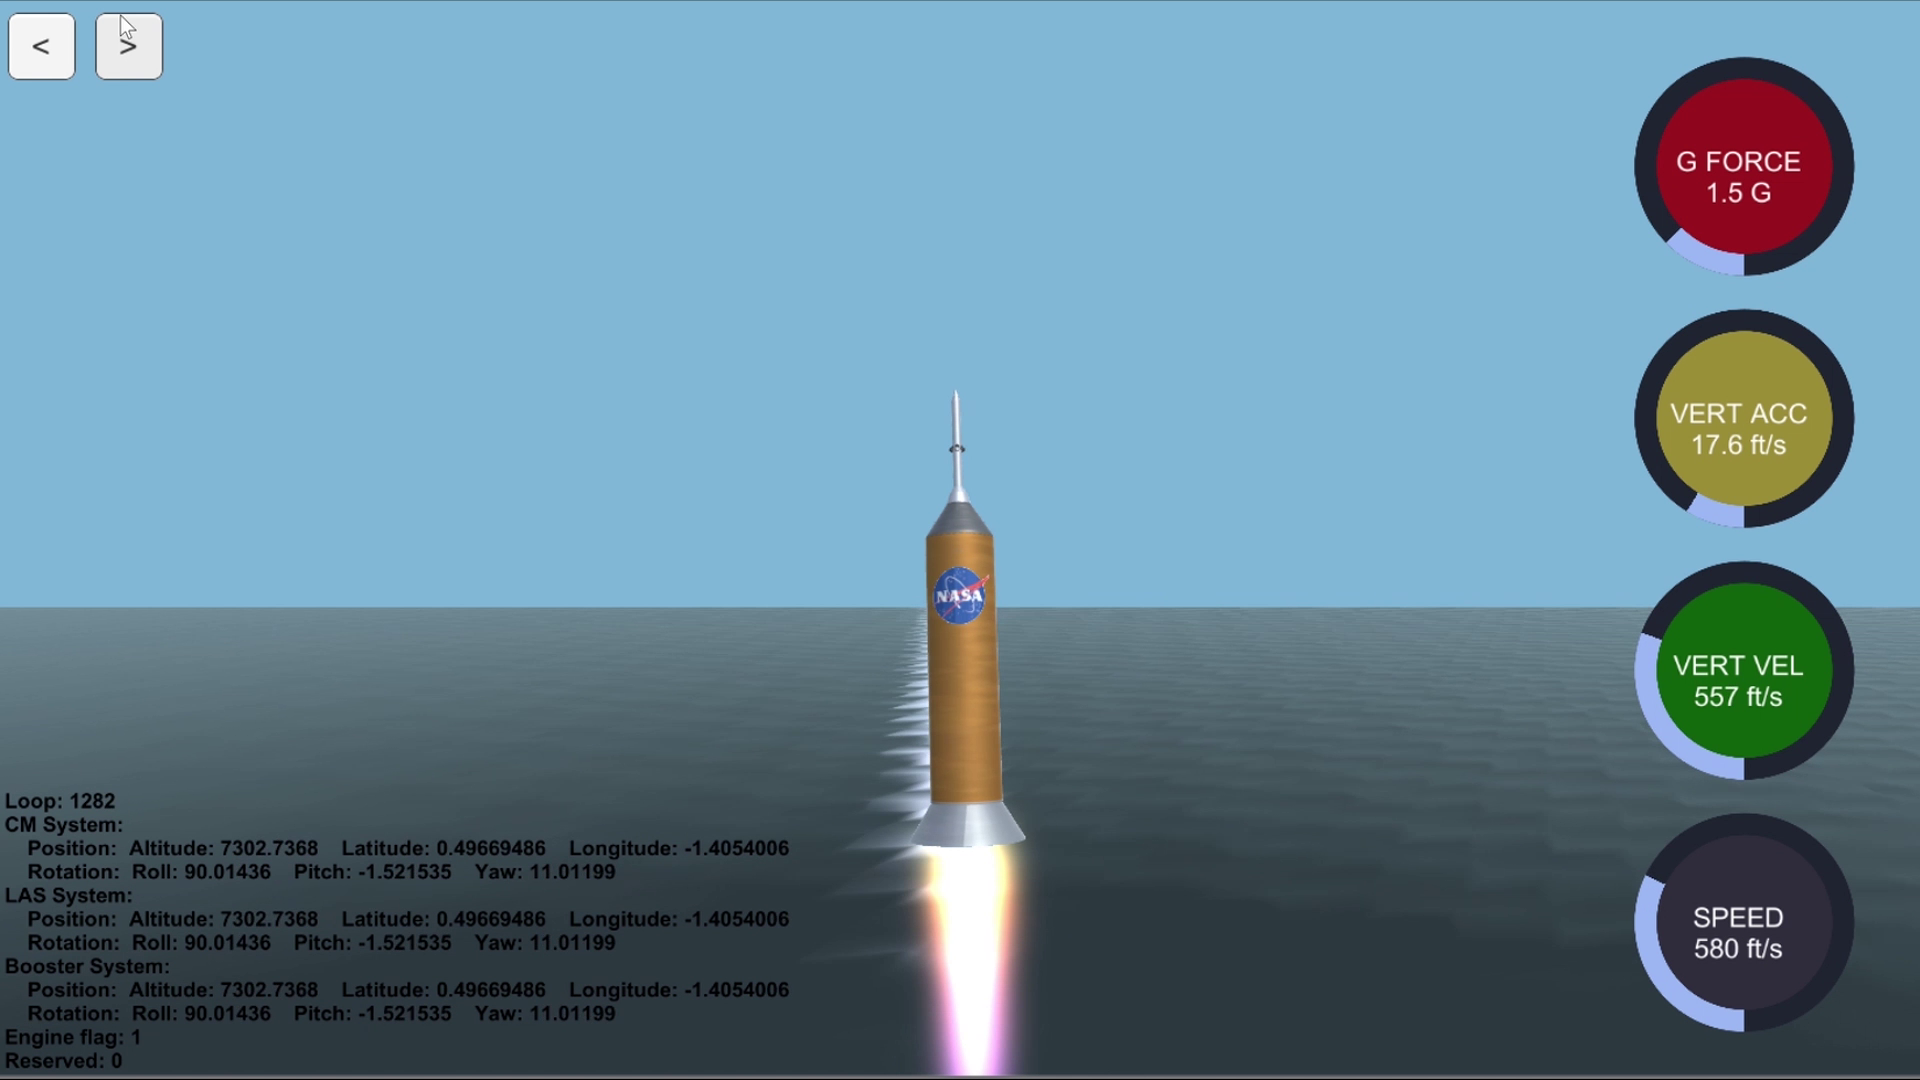 < >
G FORCE
1.5 G
VERT ACC
17.6 ft/s
NASA
VERT VEL
557 ft/s
SPEED
580 ft/s
Loop: 1282
CM System:
Position: Altitude: 7302.7368 Latitude: 0.49669486 Longitude: -1.4054006
Rotation: Roll: 90.01436 Pitch: -1.521535 Yaw: 11.01199
LAS System:
Position: Altitude: 7302.7368 Latitude: 0.49669486 Longitude: -1.4054006
Rotation: Roll: 90.01436 Pitch: -1.521535 Yaw: 11.01199
Booster System:
Position: Altitude: 7302.7368 Latitude: 0.49669486 Longitude: -1.4054006
Rotation: Roll: 90.01436 Pitch: -1.521535 Yaw: 11.01199
Engine flag: 1
Reserved: 0